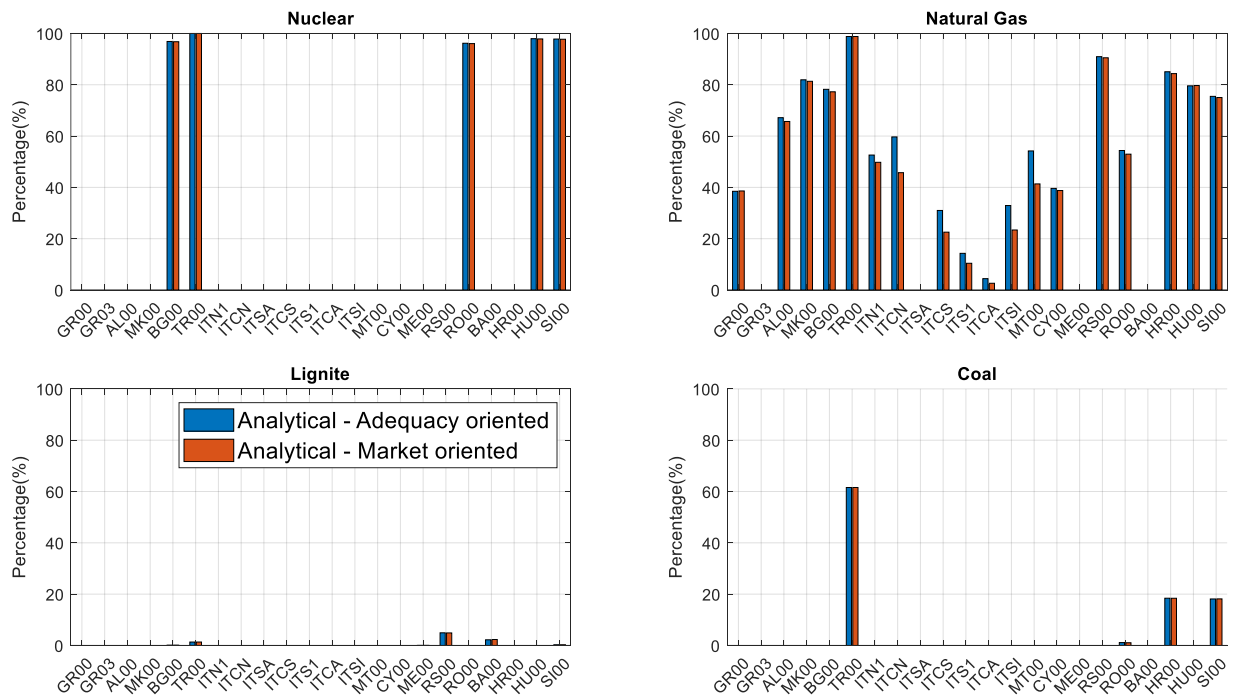 Nuclear
Percentage(%)
100
80
60
40
20
0
GR00 GR03 AL00 MK00 BG00 TR00 ITN1 ITCN ITSA ITCS ITS1 ITCA ITSI MT00 CY00 ME00 RS00 RO00 BA00 HR00 HU00 SI00
Natural Gas
Percentage(%)
100
80
60
40
20
0
GR00 GR03 AL00 MK00 BG00 TR00 ITN1 ITCN ITSA ITCS ITS1 ITCA ITSI MT00 CY00 ME00 RS00 RO00 BA00 HR00 HU00 SI00
Lignite
Percentage(%)
100
80
60
40
20
0
Analytical - Adequacy oriented
Analytical - Market oriented
GR00 GR03 AL00 MK00 BG00 TR00 ITN1 ITCN ITSA ITCS ITS1 ITCA ITSI MT00 CY00 ME00 RS00 RO00 BA00 HR00 HU00 SI00
Coal
Percentage(%)
100
80
60
40
20
0
GR00 GR03 AL00 MK00 BG00 TR00 ITN1 ITCN ITSA ITCS ITS1 ITCA ITSI MT00 CY00 ME00 RS00 RO00 BA00 HR00 HU00 SI00